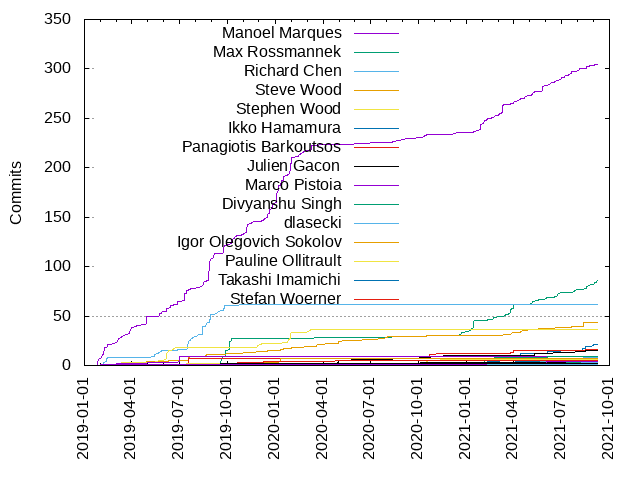 350
300
250
200
150
100
50
0
Commits
Manoel Marques
Max Rossmannek
Richard Chen
Steve Wood
Stephen Wood
Ikko Hamamura
Panagiotis Barkoutsos
Julien Gacon
Marco Pistoia
Divyanshu Singh
dlasecki
Igor Olegovich Sokolov
Pauline Ollitrault
Takashi Imamichi
Stefan Woerner
2019-01-01
2019-04-01
2019-07-01
2019-10-01
2020-01-01
2020-04-01
2020-07-01
2020-10-01
2021-01-01
2021-04-01
2021-07-01
2021-10-01